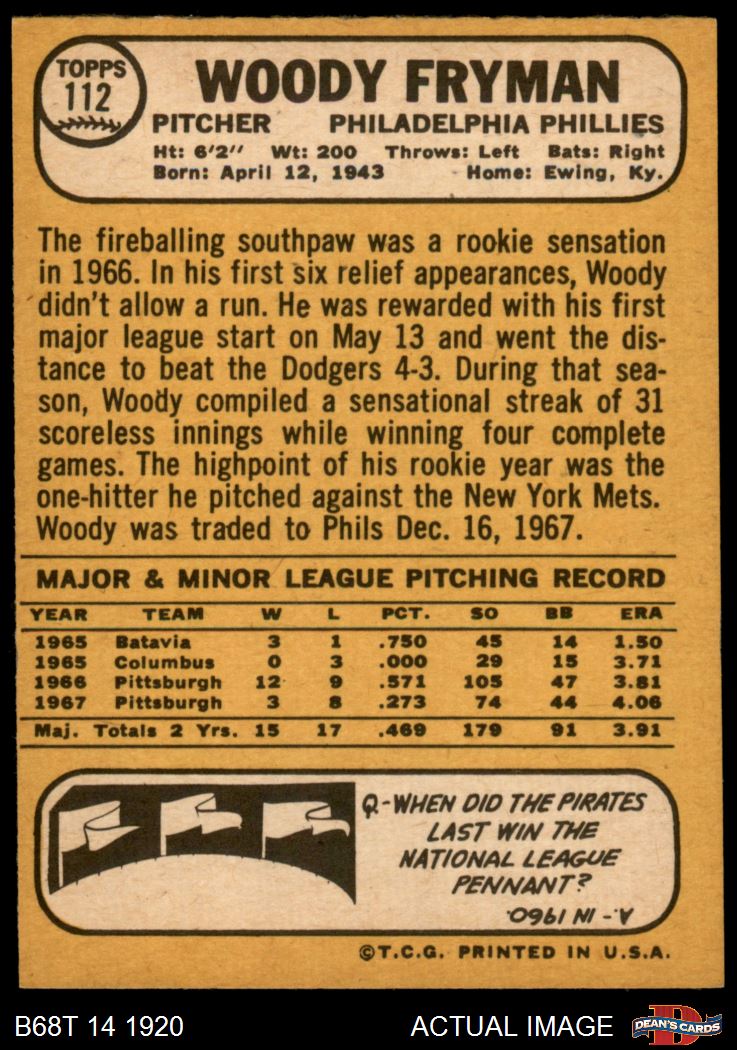 TOPPS
112
WOODY FRYMAN
PITCHER PHILADELPHIA PHILLIES
Ht: 6'2" Wt: 200 Throws: Left Bats: Right
Born: April 12, 1943 Home: Ewing, Ky.
The fireballing southpaw was a rookie sensation
in 1966. In his first six relief appearances, Woody
didn't allow a run. He was rewarded with his first
major league start on May 13 and went the dis-
tance to beat the Dodgers 4-3. During that sea-
son, Woody compiled a sensational streak of 31
scoreless innings while winning four complete
games. The highpoint of his rookie year was the
one-hitter he pitched against the New York Mets.
Woody was traded to Phils Dec. 16, 1967.
MAJOR & MINOR LEAGUE PITCHING RECORD
YEAR TEAM W L PCT. SO BB ERA
1965 Batavia 3 1 .750 45 14 1.50
1965 Columbus 0 3 .000 29 15 3.71
1966 Pittsburgh 12 9 .571 105 47 3.81
1967 Pittsburgh 3 8 .273 74 44 4.06
Maj. Totals 2 Yrs. 15 17 .469 179 91 3.91
Q-WHEN DID THE PIRATES
LAST WIN THE
NATIONAL LEAGUE
PENNANT?
A.- IN 1960.
©T.C.G. PRINTED IN U.S.A.
B68T 14 1920 ACTUAL IMAGE
DEAN'S CARDS